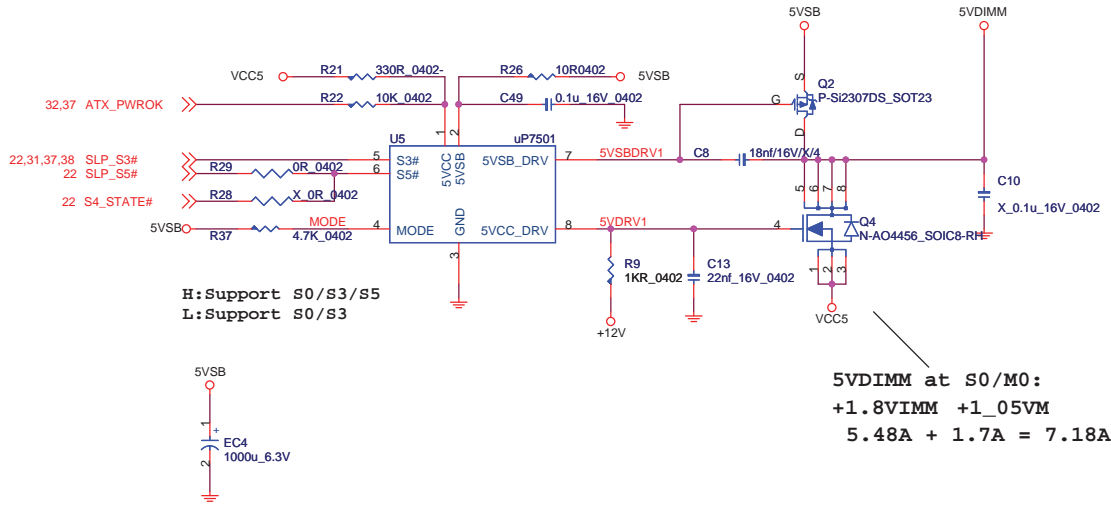 5VSB
5VDIMM
VCC5
R21
330R_0402-
R26
10R0402
5VSB
32,37 ATX_PWROK
R22
10K_0402
C49
0.1u_16V_0402
S
Q2
P-Si2307DS_SOT23
G
D
1
2
U5
uP7501
22,31,37,38 SLP_S3#
5
S3#
5VCC
5VSB
5VSB_DRV
7
5VSBDRV1
C8
18nf/16V/X/4
22 SLP_S5#
R29
0R_0402
6
S5#
22 S4_STATE#
R28
X_0R_0402
5
6
7
8
C10
X_0.1u_16V_0402
5VSB
R37
4.7K_0402
MODE
4
MODE
GND
5VCC_DRV
8
5VDRV1
4
Q4
N-AO4456_SOIC8-RH
3
R9
1KR_0402
C13
22nf_16V_0402
1
2
3
H:Support S0/S3/S5
L:Support S0/S3
+12V
VCC5
5VSB
5VDIMM at S0/M0:
+1.8VIMM +1_05VM
5.48A + 1.7A = 7.18A
1
+
EC4
1000u_6.3V
2